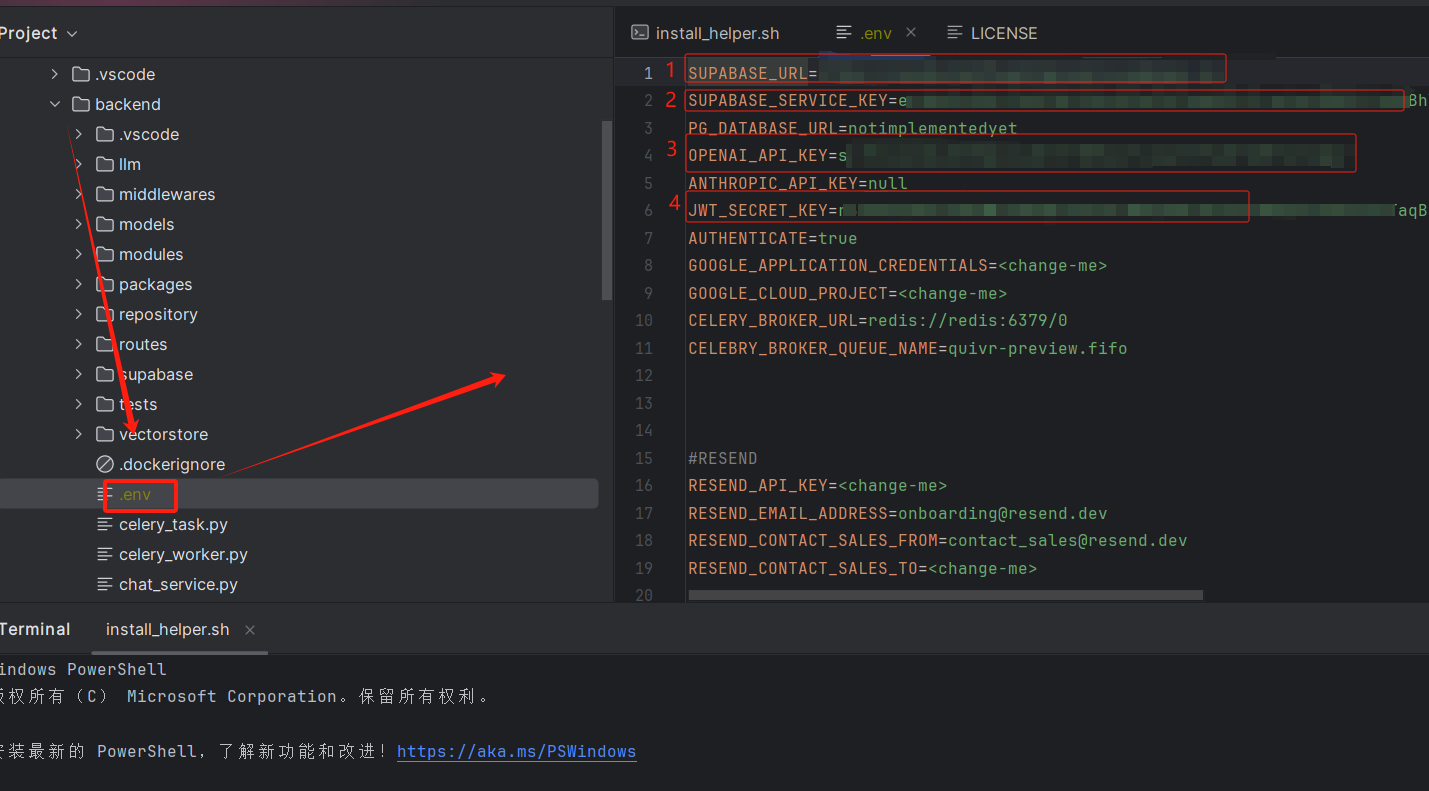 Project
.vscode
backend
.vscode
llm
middlewares
models
modules
packages
repository
routes
supabase
tests
vectorstore
.dockerignore
.env
celery_task.py
celery_worker.py
chat_service.py
install_helper.sh
.env
LICENSE
1 1 SUPABASE_URL=
2 2 SUPABASE_SERVICE_KEY=e Bh
3 PG_DATABASE_URL=notimplementedyet
4 3 OPENAI_API_KEY=s
5 ANTHROPIC_API_KEY=null
6 4 JWT_SECRET_KEY= aqB
7 AUTHENTICATE=true
8 GOOGLE_APPLICATION_CREDENTIALS=<change-me>
9 GOOGLE_CLOUD_PROJECT=<change-me>
10 CELERY_BROKER_URL=redis://redis:6379/0
11 CELEBRY_BROKER_QUEUE_NAME=quivr-preview.fifo
12
13
14
15 #RESEND
16 RESEND_API_KEY=<change-me>
17 RESEND_EMAIL_ADDRESS=onboarding@resend.dev
18 RESEND_CONTACT_SALES_FROM=contact_sales@resend.dev
19 RESEND_CONTACT_SALES_TO=<change-me>
20
Terminal
install_helper.sh
indows PowerShell
版权所有（C） Microsoft Corporation。保留所有权利。
安装最新的 PowerShell，了解新功能和改进！https://aka.ms/PSWindows